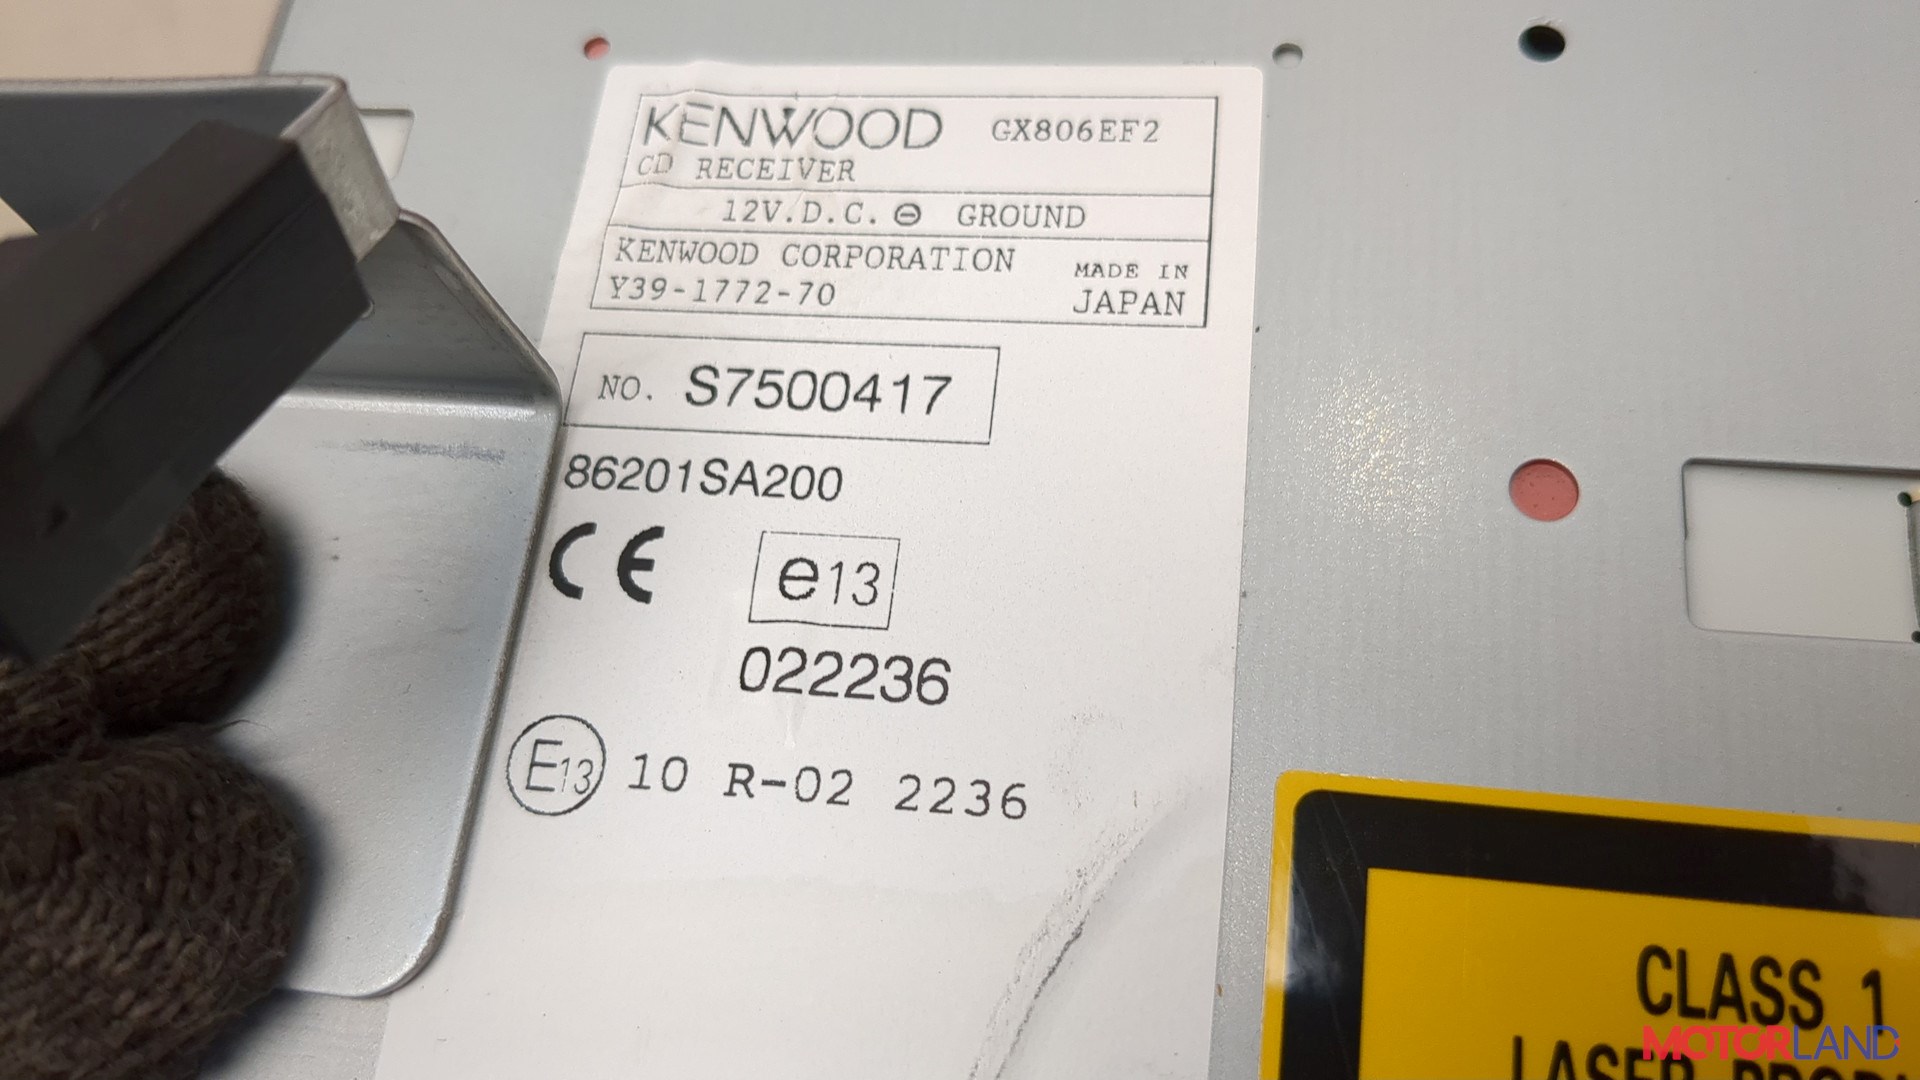 KENWOOD GX806EF2
CD RECEIVER
12V.D.C. ⊖ GROUND
KENWOOD CORPORATION MADE IN
Y39-1772-70 JAPAN
NO. S7500417
86201SA200
CE e13
022236
E13 10 R-02 2236
CLASS 1
LASER
MOTORLAND